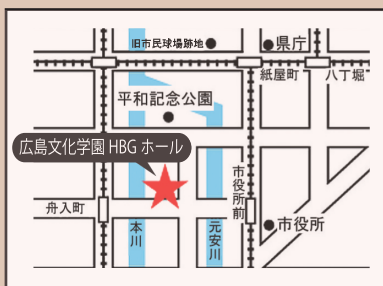 旧市民球場跡地
県庁
紙屋町
八丁堀
平和記念公園
広島文化学園 HBG ホール
舟入町
市役所前
本川
元安川
市役所